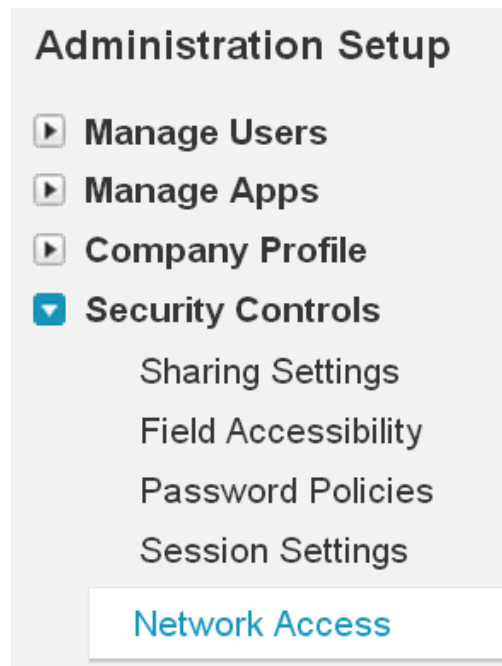 Administration Setup
Manage Users
Manage Apps
Company Profile
Security Controls
Sharing Settings
Field Accessibility
Password Policies
Session Settings
Network Access